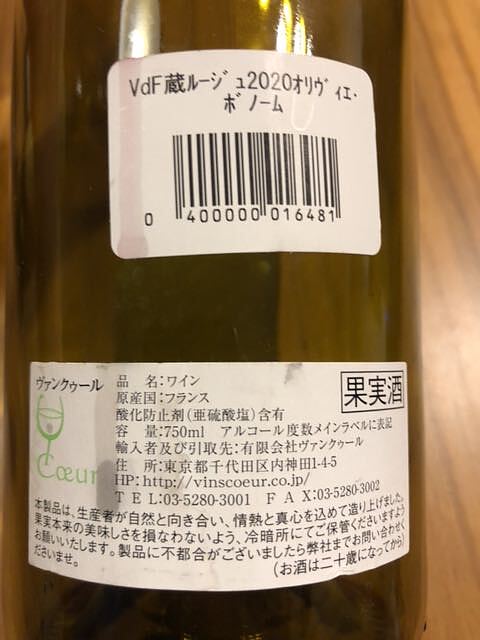 VdF蔵ﾙｰｼﾞｭ2020ｵﾘｳﾞｨｴ･
ﾎﾞﾉｰﾑ
0 400000 016481
ヴァンクゥール
Cœur
品　名：ワイン
果実酒
原産国：フランス
酸化防止剤（亜硫酸塩）含有
容　量：750ml　アルコール度数メインラベルに表記
輸入者及び引取先：有限会社ヴァンクゥール
住　所：東京都千代田区内神田1-4-5
HP：http://vinscoeur.co.jp/
ＴＥＬ：03-5280-3001　ＦＡＸ：03-5280-3002
本製品は、生産者が自然と向き合い、情熱と真心を込めて造り上げました。
果実本来の美味しさを損なわないよう、冷暗所にてご保管くださいますよう
お願いいたします。製品に不都合がございましたら弊社までお問い合わせく
ださいませ。
（お酒は二十歳になってから）